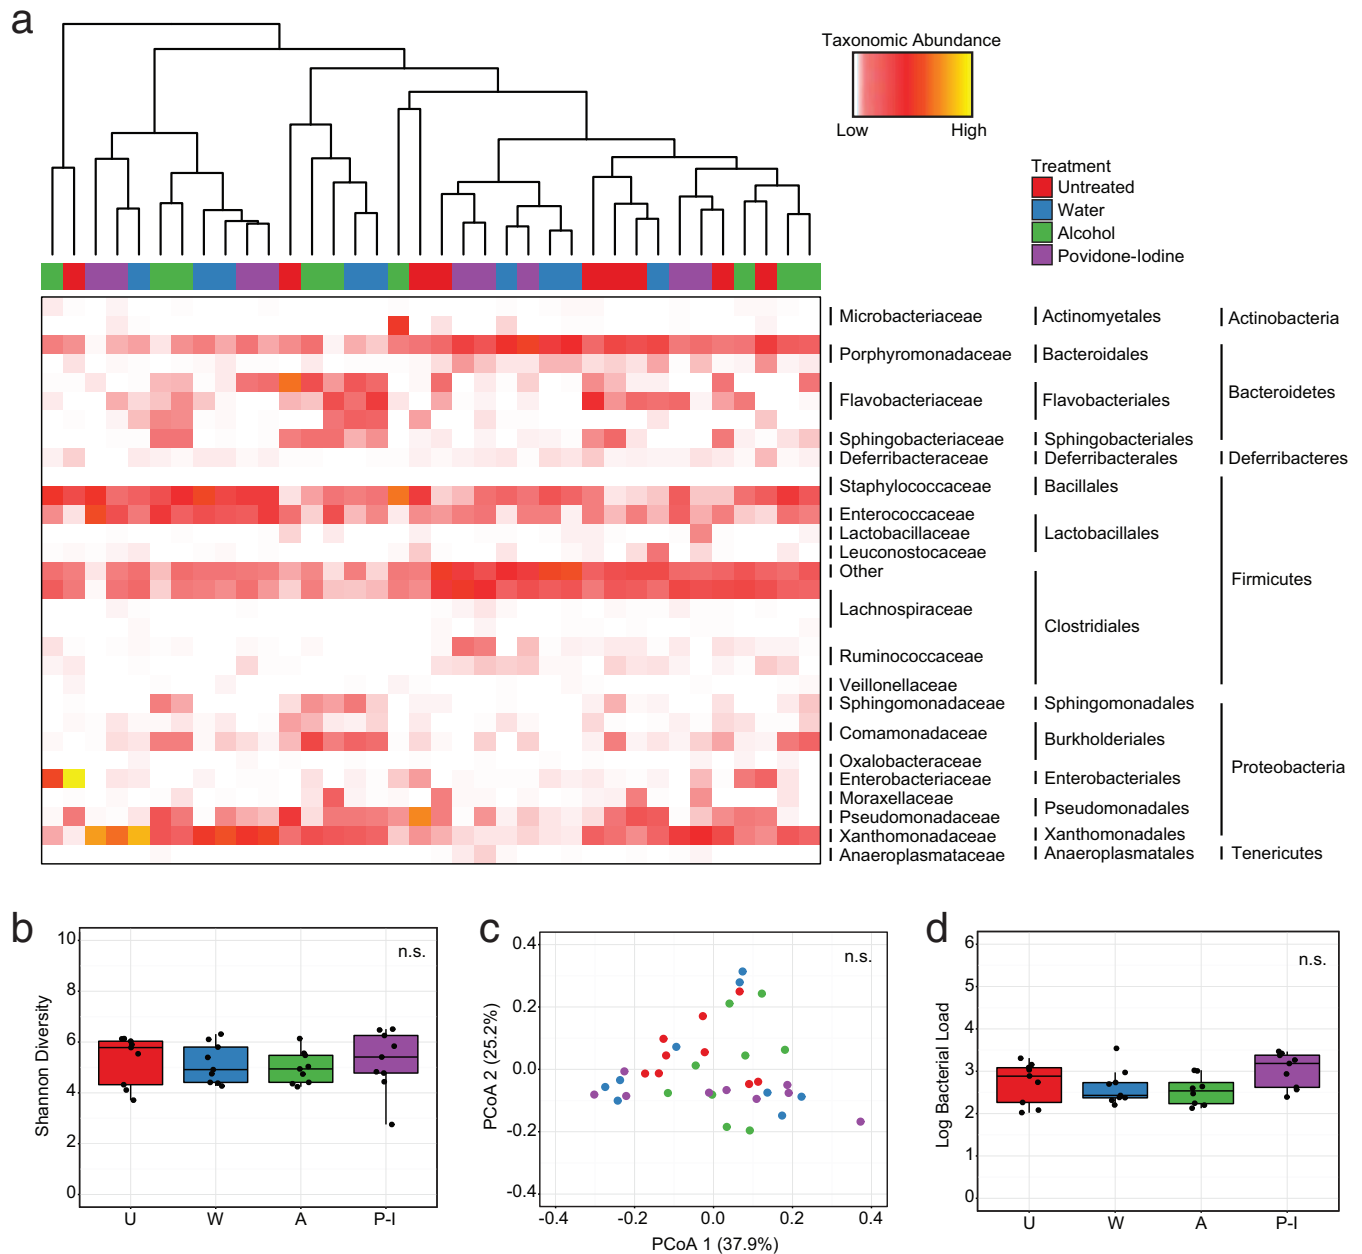 a
Taxonomic Abundance
Low High
Treatment
Untreated
Water
Alcohol
Povidone-Iodine
Microbacteriaceae Actinomyetales Actinobacteria
Porphyromonadaceae Bacteroidales
Bacteroidetes
Flavobacteriaceae Flavobacteriales
Sphingobacteriaceae Sphingobacteriales
Deferribacteraceae Deferribacterales Deferribacteres
Staphylococcaceae Bacillales
Enterococcaceae
Lactobacillaceae Lactobacillales
Leuconostocaceae
Other
Firmicutes
Lachnospiraceae
Clostridiales
Ruminococcaceae
Veillonellaceae
Sphingomonadaceae Sphingomonadales
Comamonadaceae Burkholderiales
Oxalobacteraceae
Proteobacteria
Enterobacteriaceae Enterobacteriales
Moraxellaceae
Pseudomonadaceae Pseudomonadales
Xanthomonadaceae Xanthomonadales
Anaeroplasmataceae Anaeroplasmatales Tenericutes
b
n.s.
Shannon Diversity
10
8
6
4
2
0
U W A P-I
c
n.s.
PCoA 2 (25.2%)
0.4
0.2
0.0
-0.2
-0.4
-0.4 -0.2 0.0 0.2 0.4
PCoA 1 (37.9%)
d
n.s.
Log Bacterial Load
6
5
4
3
2
1
0
U W A P-I